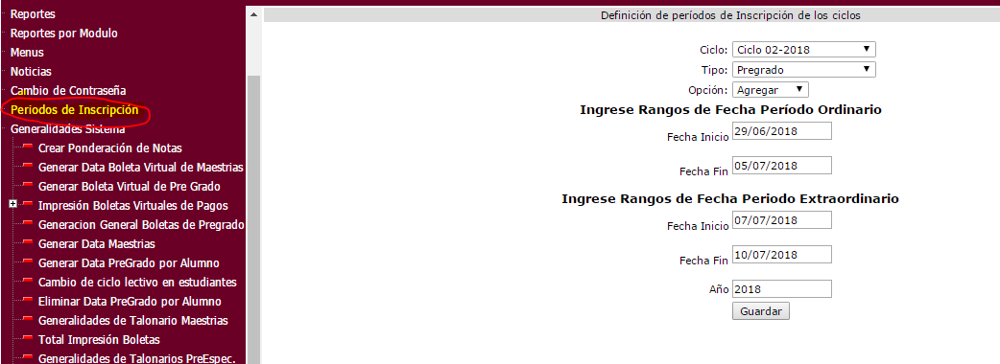 Reportes
Reportes por Modulo
Menus
Noticias
Cambio de Contraseña
Periodos de Inscripción
Generalidades Sistema
Crear Ponderación de Notas
Generar Data Boleta Virtual de Maestrias
Generar Boleta Virtual de Pre Grado
Impresión Boletas Virtuales de Pagos
Generacion General Boletas de Pregrado
Generar Data Maestrias
Generar Data PreGrado por Alumno
Cambio de ciclo lectivo en estudiantes
Eliminar Data PreGrado por Alumno
Generalidades de Talonario Maestrias
Total Impresión Boletas
Generalidades de Talonarios PreEspec.
Definición de períodos de Inscripción de los ciclos
Ciclo: Ciclo 02-2018
Tipo: Pregrado
Opción: Agregar
Ingrese Rangos de Fecha Período Ordinario
Fecha Inicio 29/06/2018
Fecha Fin 05/07/2018
Ingrese Rangos de Fecha Periodo Extraordinario
Fecha Inicio 07/07/2018
Fecha Fin 10/07/2018
Año 2018
Guardar